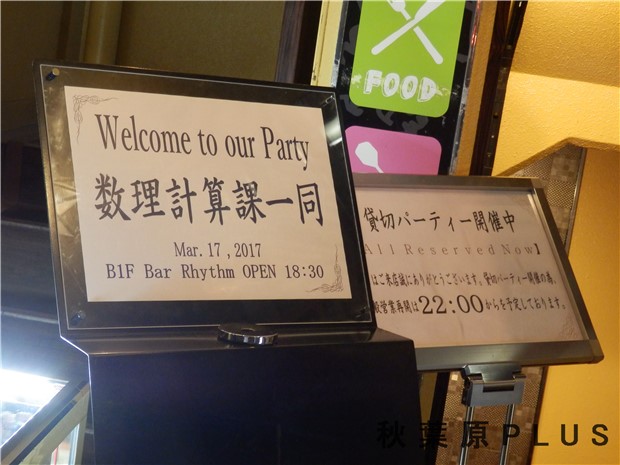 FOOD
Welcome to our Party
数理計算課一同
Mar. 17 , 2017
B1F Bar Rhythm OPEN 18:30
貸切パーティー開催中
All Reserved Now】
はご来店誠にありがとうございます。貸切パーティー開催の為、
営業再開は22:00からを予定しております。
秋葉原PLUS